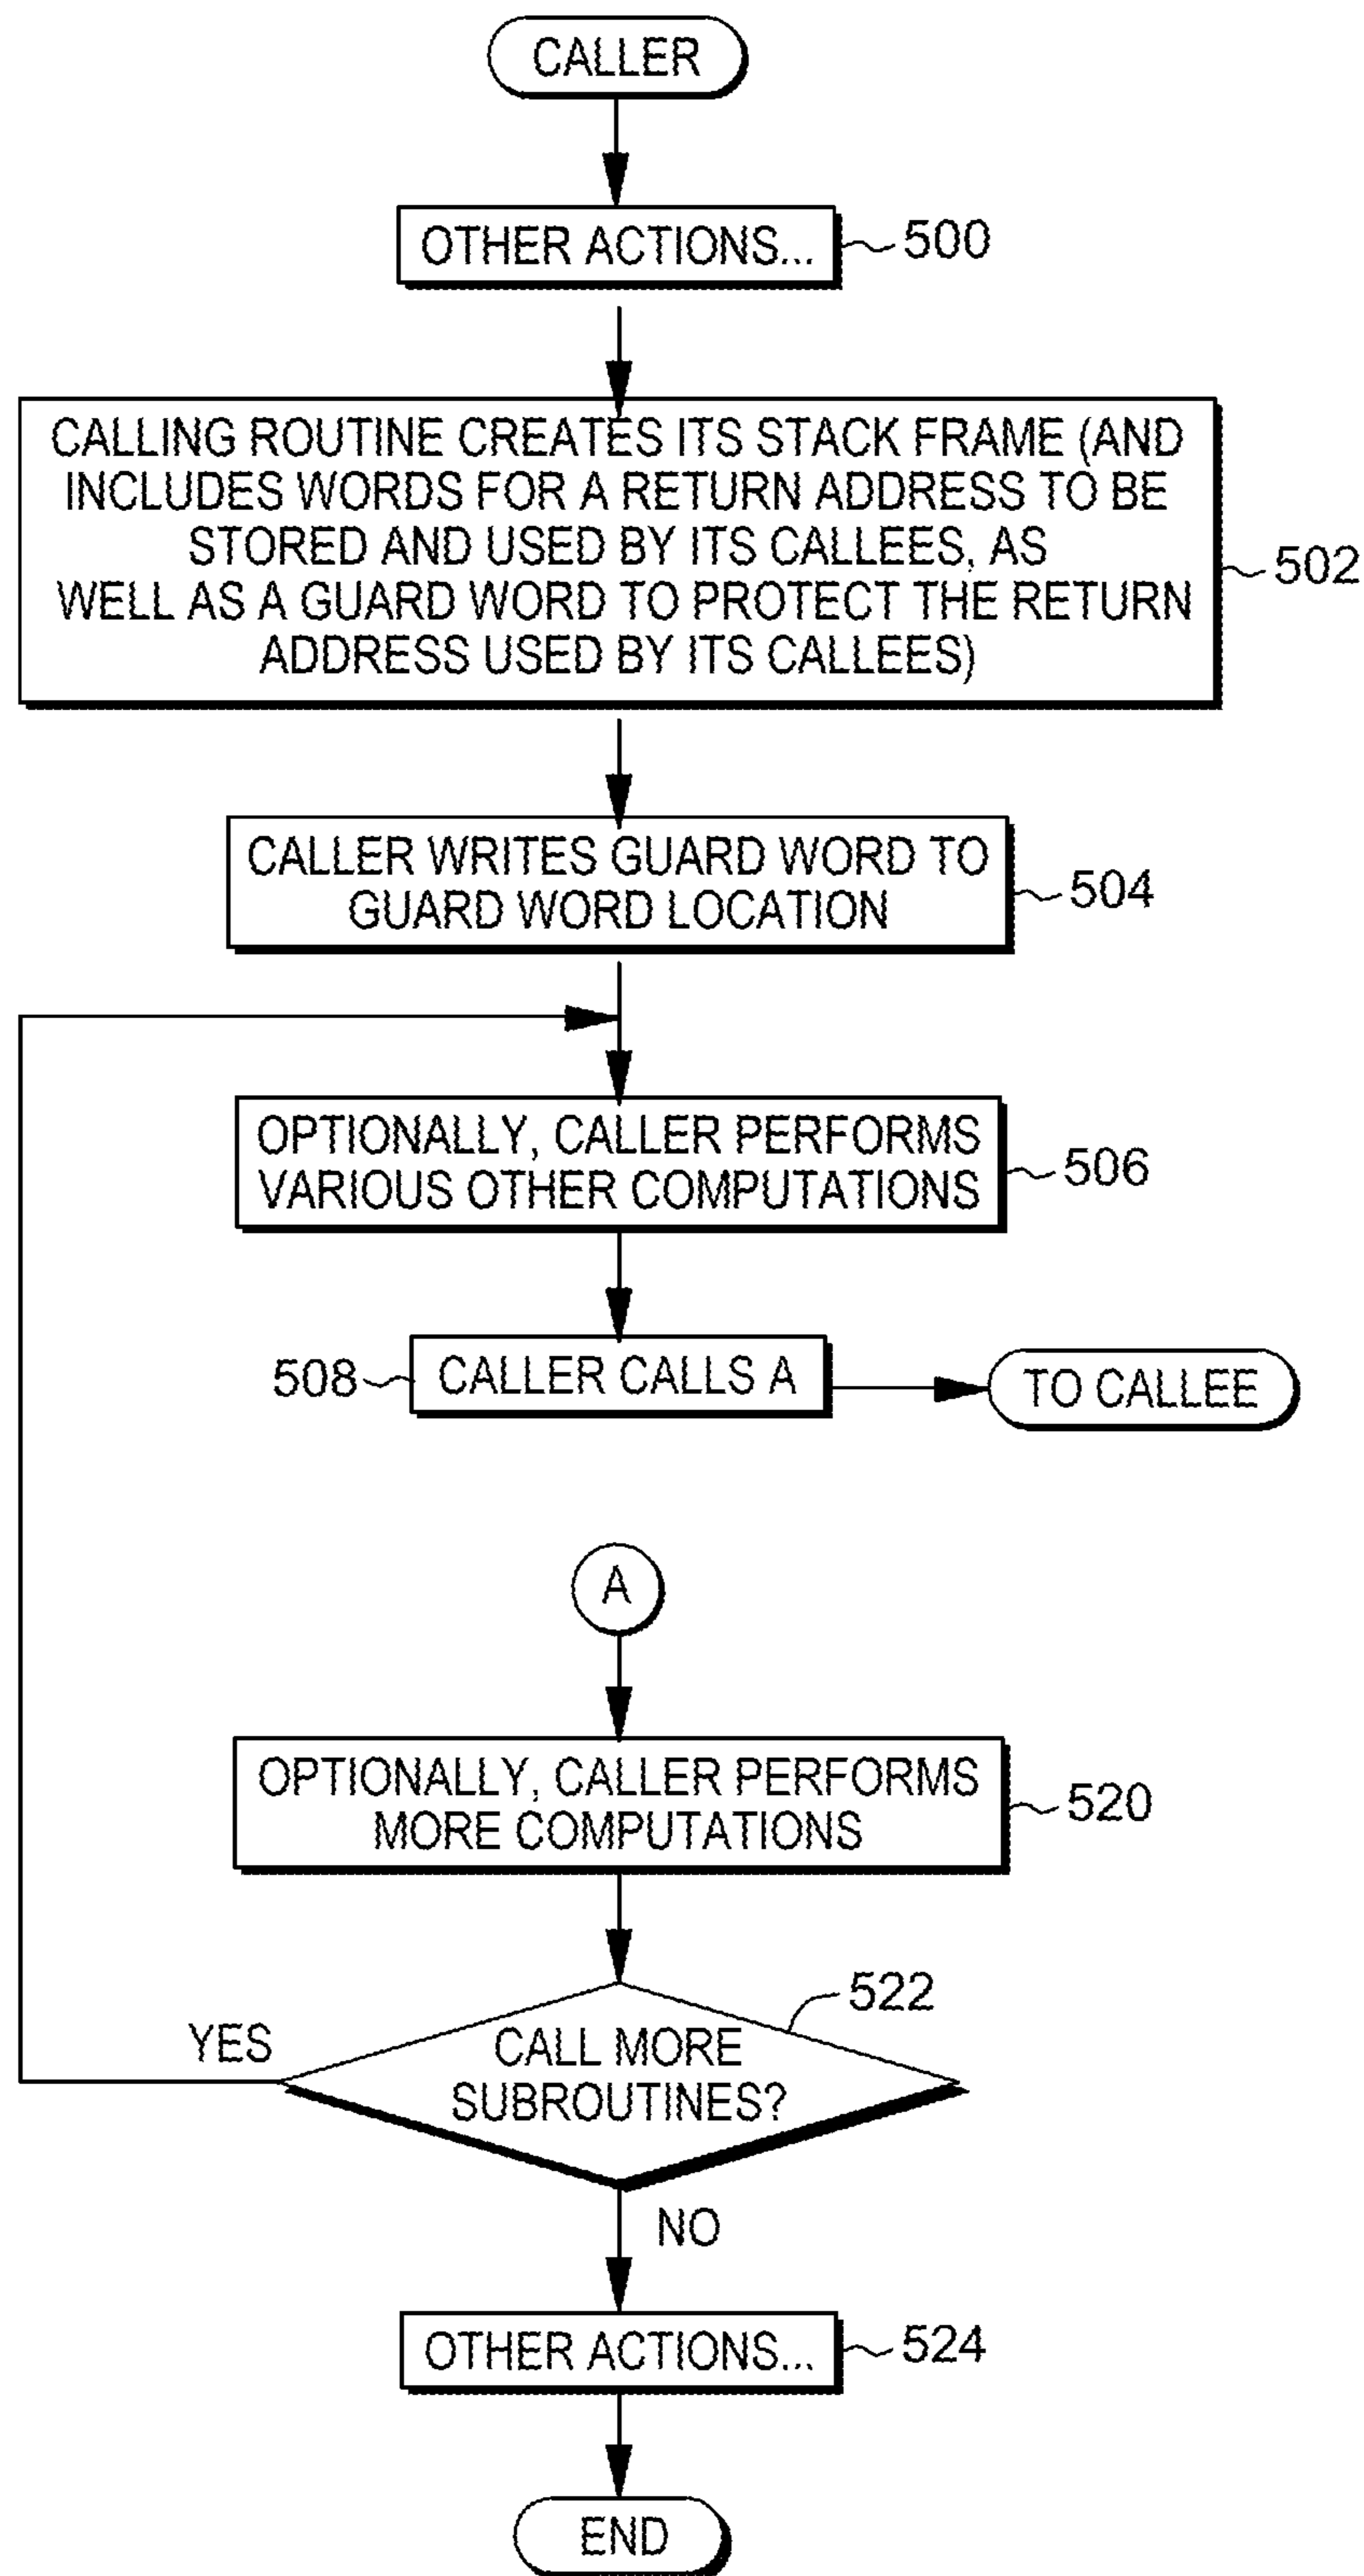 CALLER
OTHER ACTIONS...
500
CALLING ROUTINE CREATES ITS STACK FRAME (AND
INCLUDES WORDS FOR A RETURN ADDRESS TO BE
STORED AND USED BY ITS CALLEES, AS
WELL AS A GUARD WORD TO PROTECT THE RETURN
ADDRESS USED BY ITS CALLEES)
502
CALLER WRITES GUARD WORD TO
GUARD WORD LOCATION
504
OPTIONALLY, CALLER PERFORMS
VARIOUS OTHER COMPUTATIONS
506
508
CALLER CALLS A
TO CALLEE
A
OPTIONALLY, CALLER PERFORMS
MORE COMPUTATIONS
520
522
YES
CALL MORE
SUBROUTINES?
NO
OTHER ACTIONS...
524
END